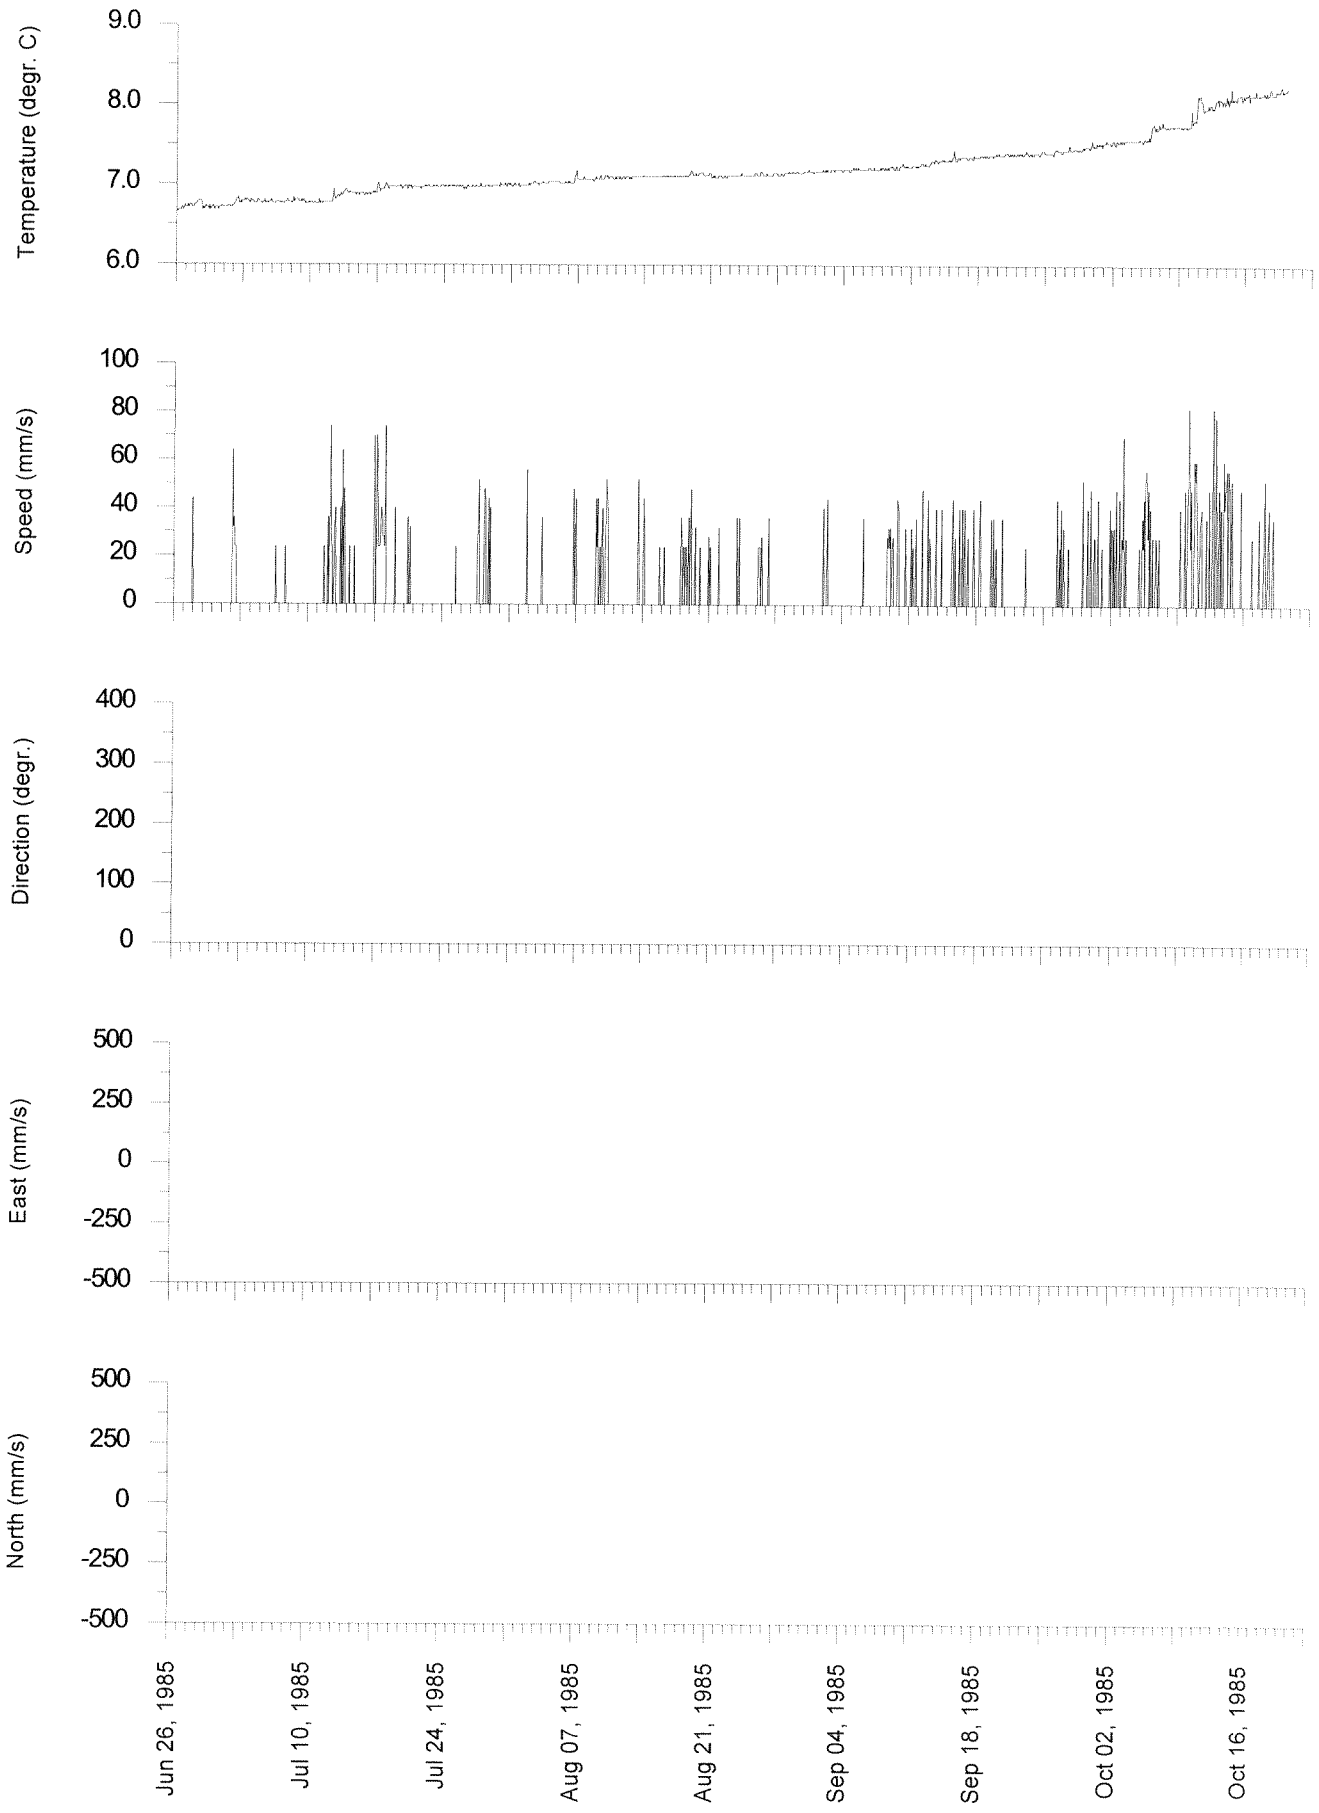 Temperature (degr. C)
9.0
8.0
7.0
6.0
Speed (mm/s)
100
80
60
40
20
0
Direction (degr.)
400
300
200
100
0
East (mm/s)
500
250
0
-250
-500
North (mm/s)
500
250
0
-250
-500
Jun 26, 1985
Jul 10, 1985
Jul 24, 1985
Aug 07, 1985
Aug 21, 1985
Sep 04, 1985
Sep 18, 1985
Oct 02, 1985
Oct 16, 1985